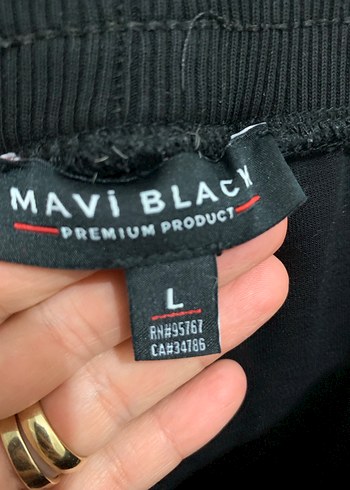 MAVi BLACK
PREMIUM PRODUCT
L
RN#95767
CA#34786